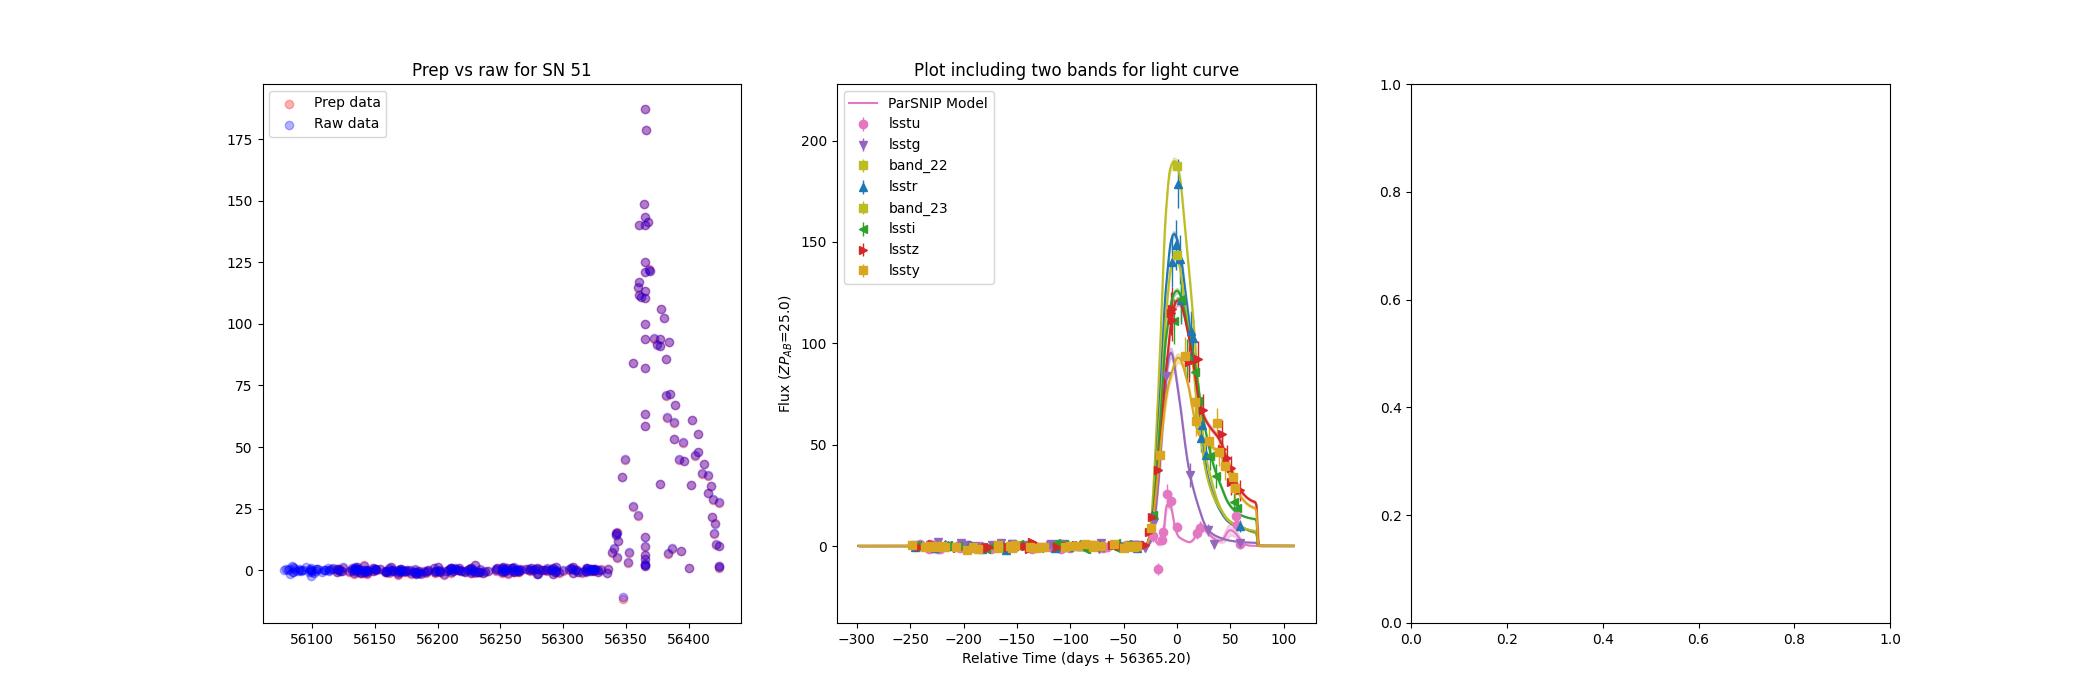 Prep vs raw for SN 51
Prep data
Raw data
175
150
125
100
75
50
25
0
56100 56150 56200 56250 56300 56350 56400
Plot including two bands for light curve
ParSNIP Model
lsstu
lsstg
band_22
lsstr
band_23
lssti
lsstz
lssty
Flux (ZP_AB=25.0)
200
150
100
50
0
−300 −250 −200 −150 −100 −50 0 50 100
Relative Time (days + 56365.20)
1.0
0.8
0.6
0.4
0.2
0.0
0.0 0.2 0.4 0.6 0.8 1.0